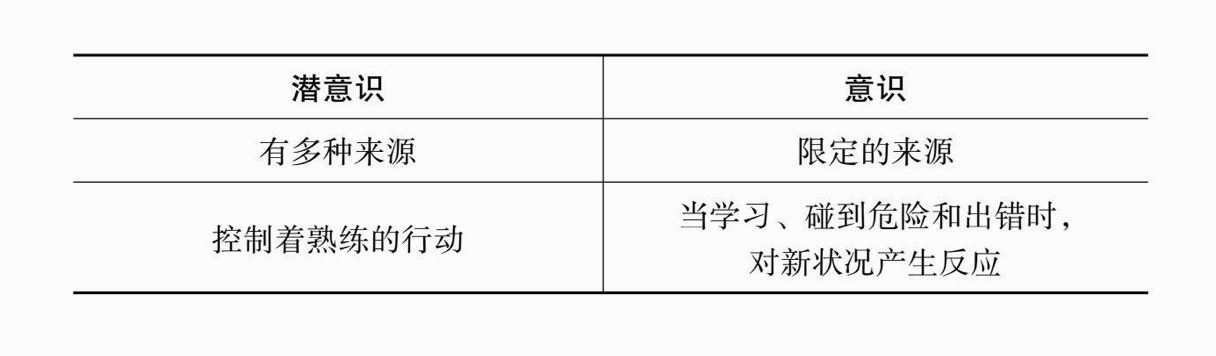 潜意识
意识
有多种来源
限定的来源
控制着熟练的行动
当学习、碰到危险和出错时，
对新状况产生反应